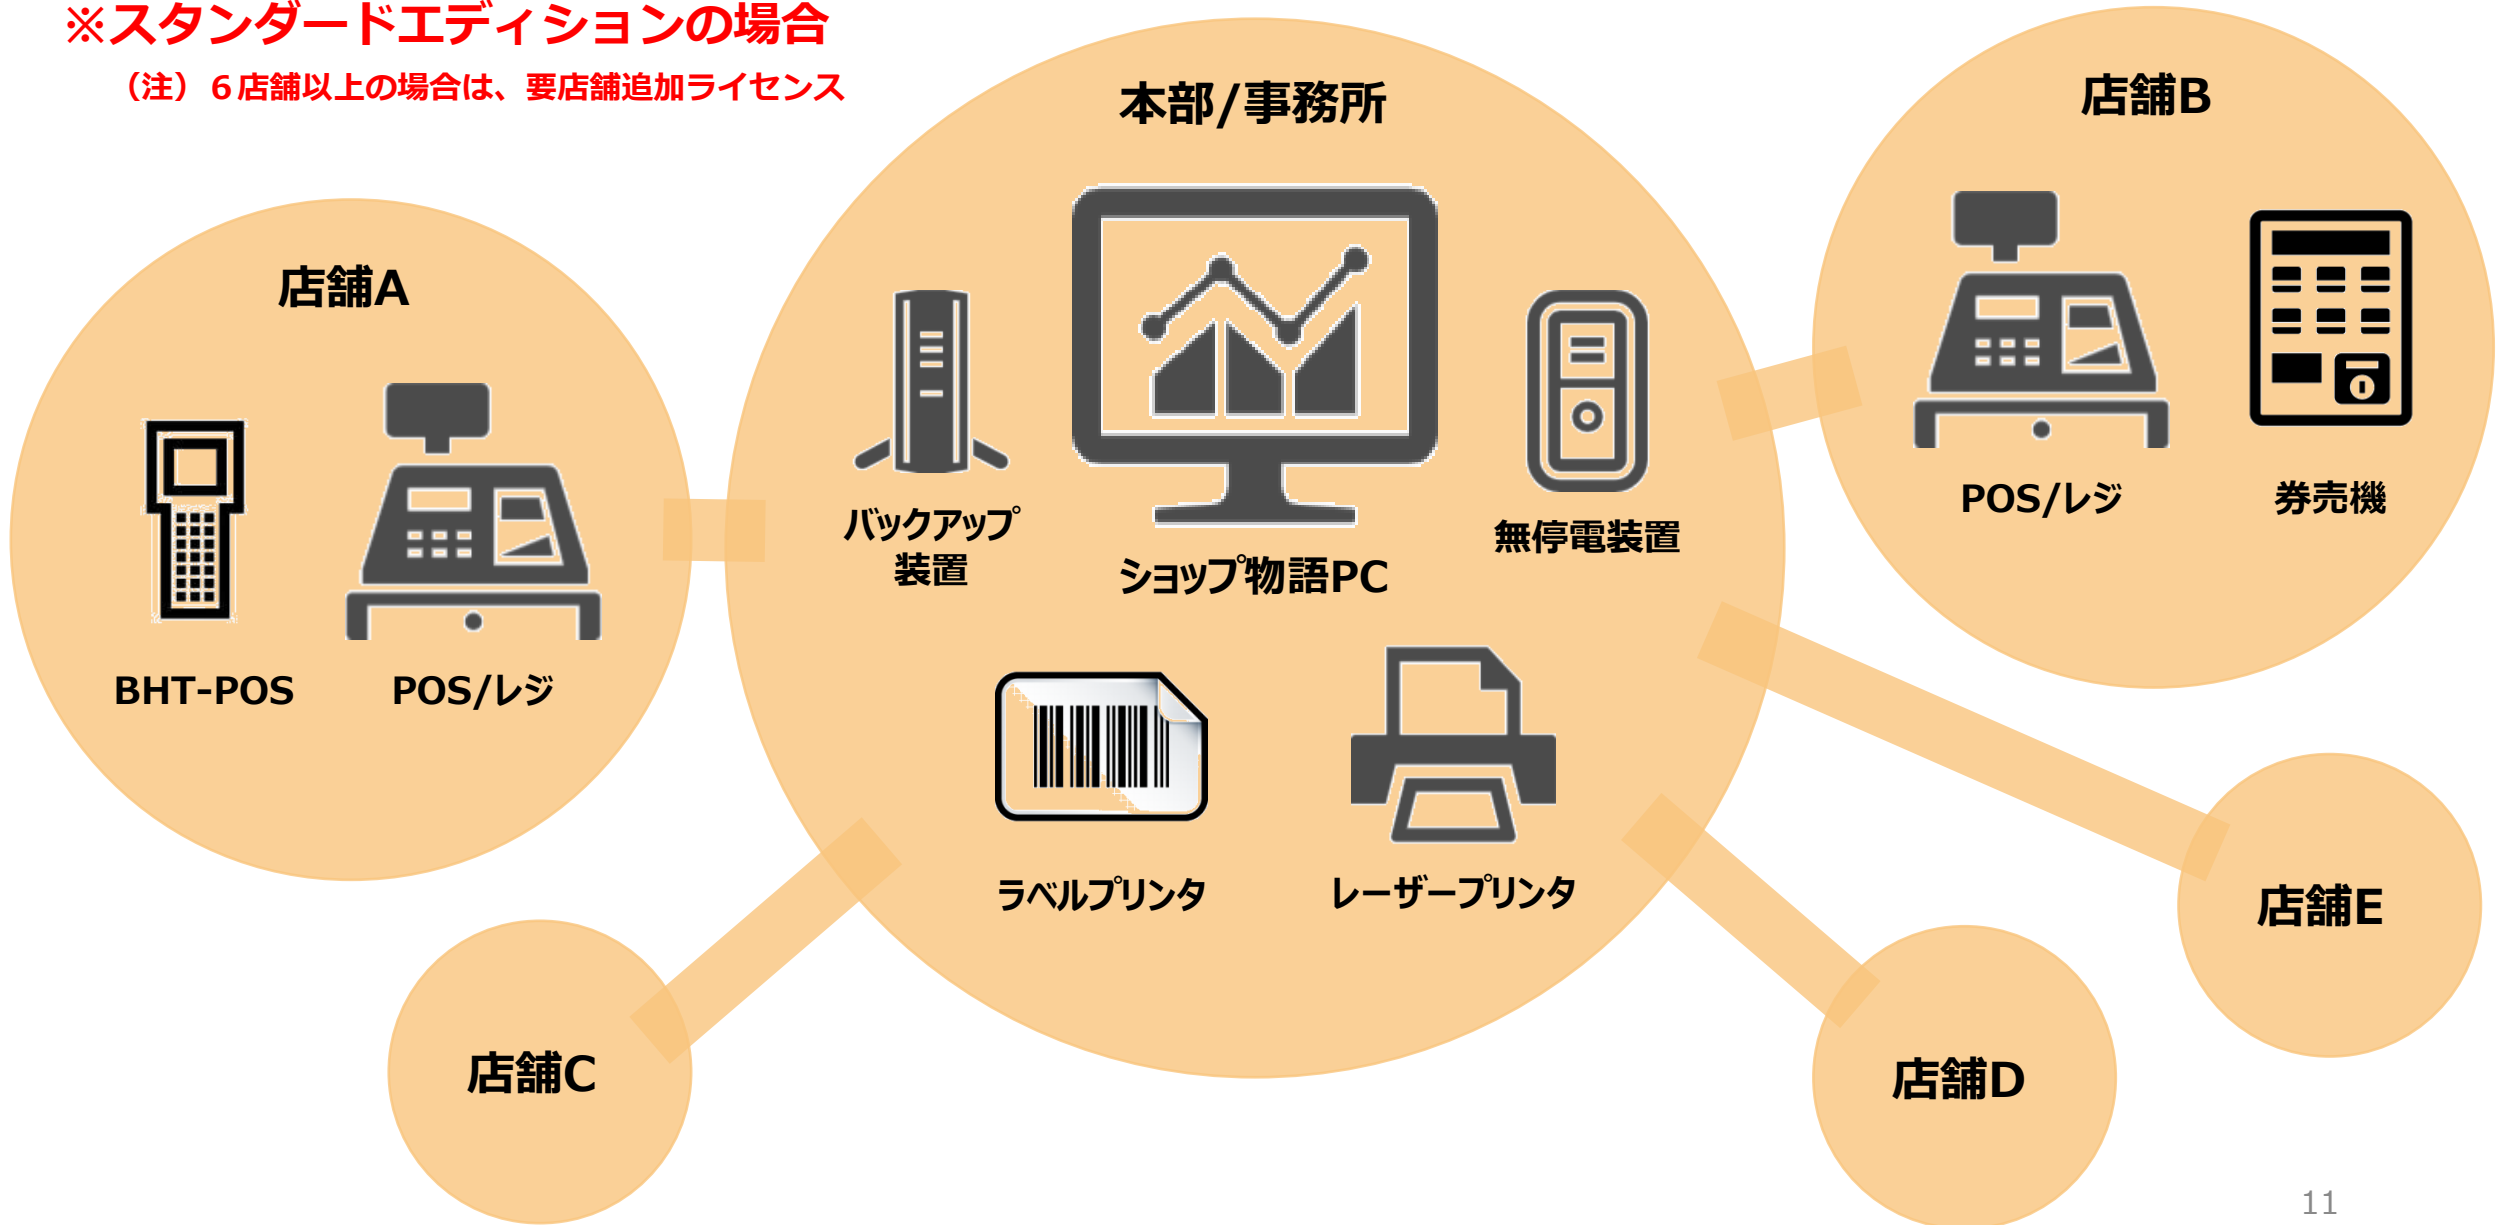 ※スタンダードエディションの場合
（注）６店舗以上の場合は、要店舗追加ライセンス
本部/事務所
店舗B
店舗A
バックアップ
装置
ショップ物語PC
無停電装置
POS/レジ
券売機
BHT-POS
POS/レジ
ラベルプリンタ
レーザープリンタ
店舗E
店舗C
店舗D
11